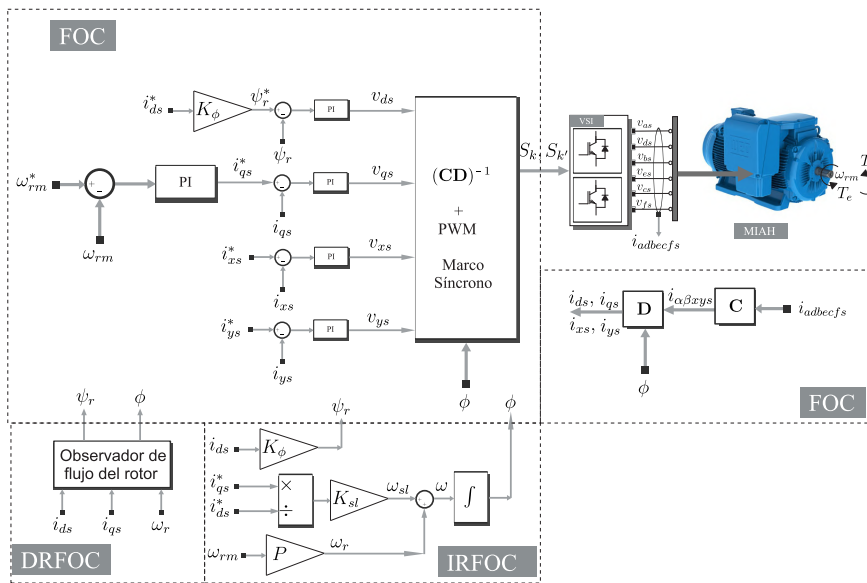 FOC
i*ds
Kϕ
ψ*r
+
-
PI
vds
ψr
ω*rm
+
-
PI
i*qs
+
-
PI
vqs
ωrm
iqs
i*xs
+
-
PI
vxs
ixs
i*ys
+
-
PI
vys
iys
(CD)⁻¹
+
PWM
Marco
Síncrono
ϕ
Sk, Sk'
VSI
vas
vds
vbs
ves
vcs
vfs
iadbecfs
ωrm
Te
MIAH
ids, iqs
ixs, iys
D
iαβxys
C
iadbecfs
ϕ
FOC
ψr
ϕ
Observador de
flujo del rotor
ids
iqs
ωr
DRFOC
ids
Kϕ
ψr
ϕ
i*qs
i*ds
×
÷
Ksl
ωsl
ω
∫
ωrm
P
ωr
IRFOC